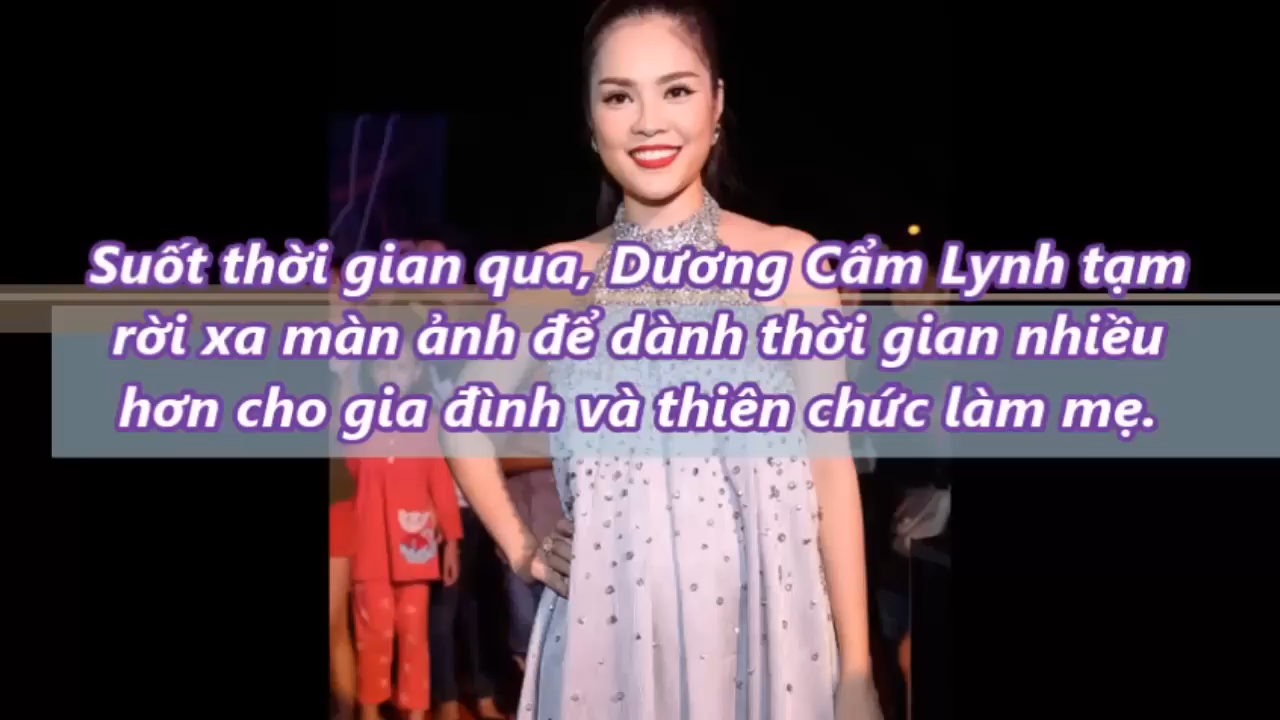 Suốt thời gian qua, Dương Cẩm Lynh tạm
rời xa màn ảnh để dành thời gian nhiều
hơn cho gia đình và thiên chức làm mẹ.